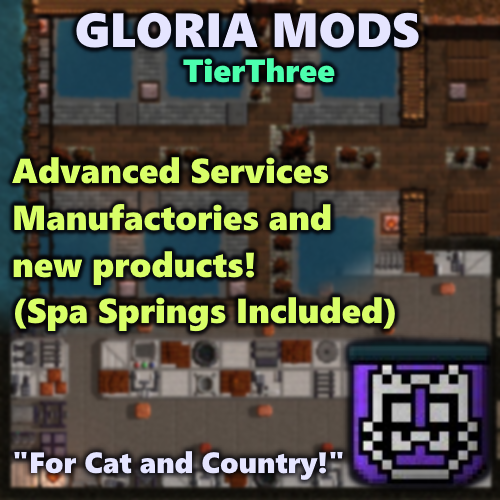 GLORIA MODS
TierThree
Advanced Services
Manufactories and
new products!
(Spa Springs Included)
"For Cat and Country!"